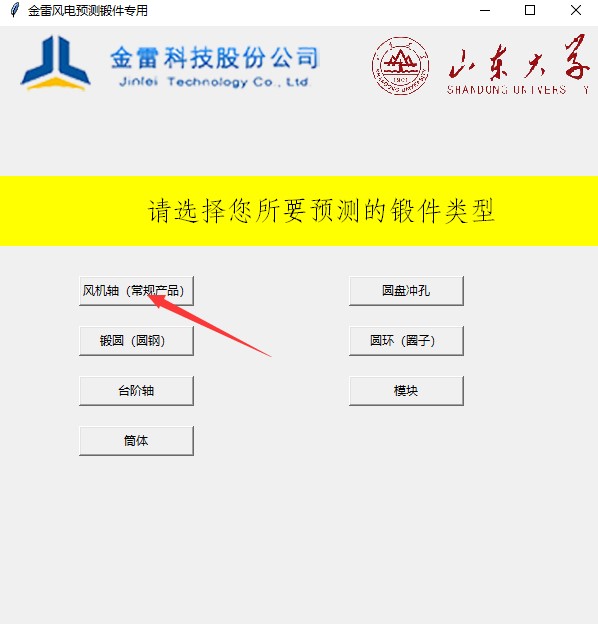 金雷风电预测锻件专用
金雷科技股份公司
Jinlei Technology Co., Ltd
山东大学
SHANDONG UNIVERSITY
1901
请选择您所要预测的锻件类型
风机轴（常规产品）
圆盘冲孔
锻圆（圆钢）
圆环（圈子）
台阶轴
模块
筒体